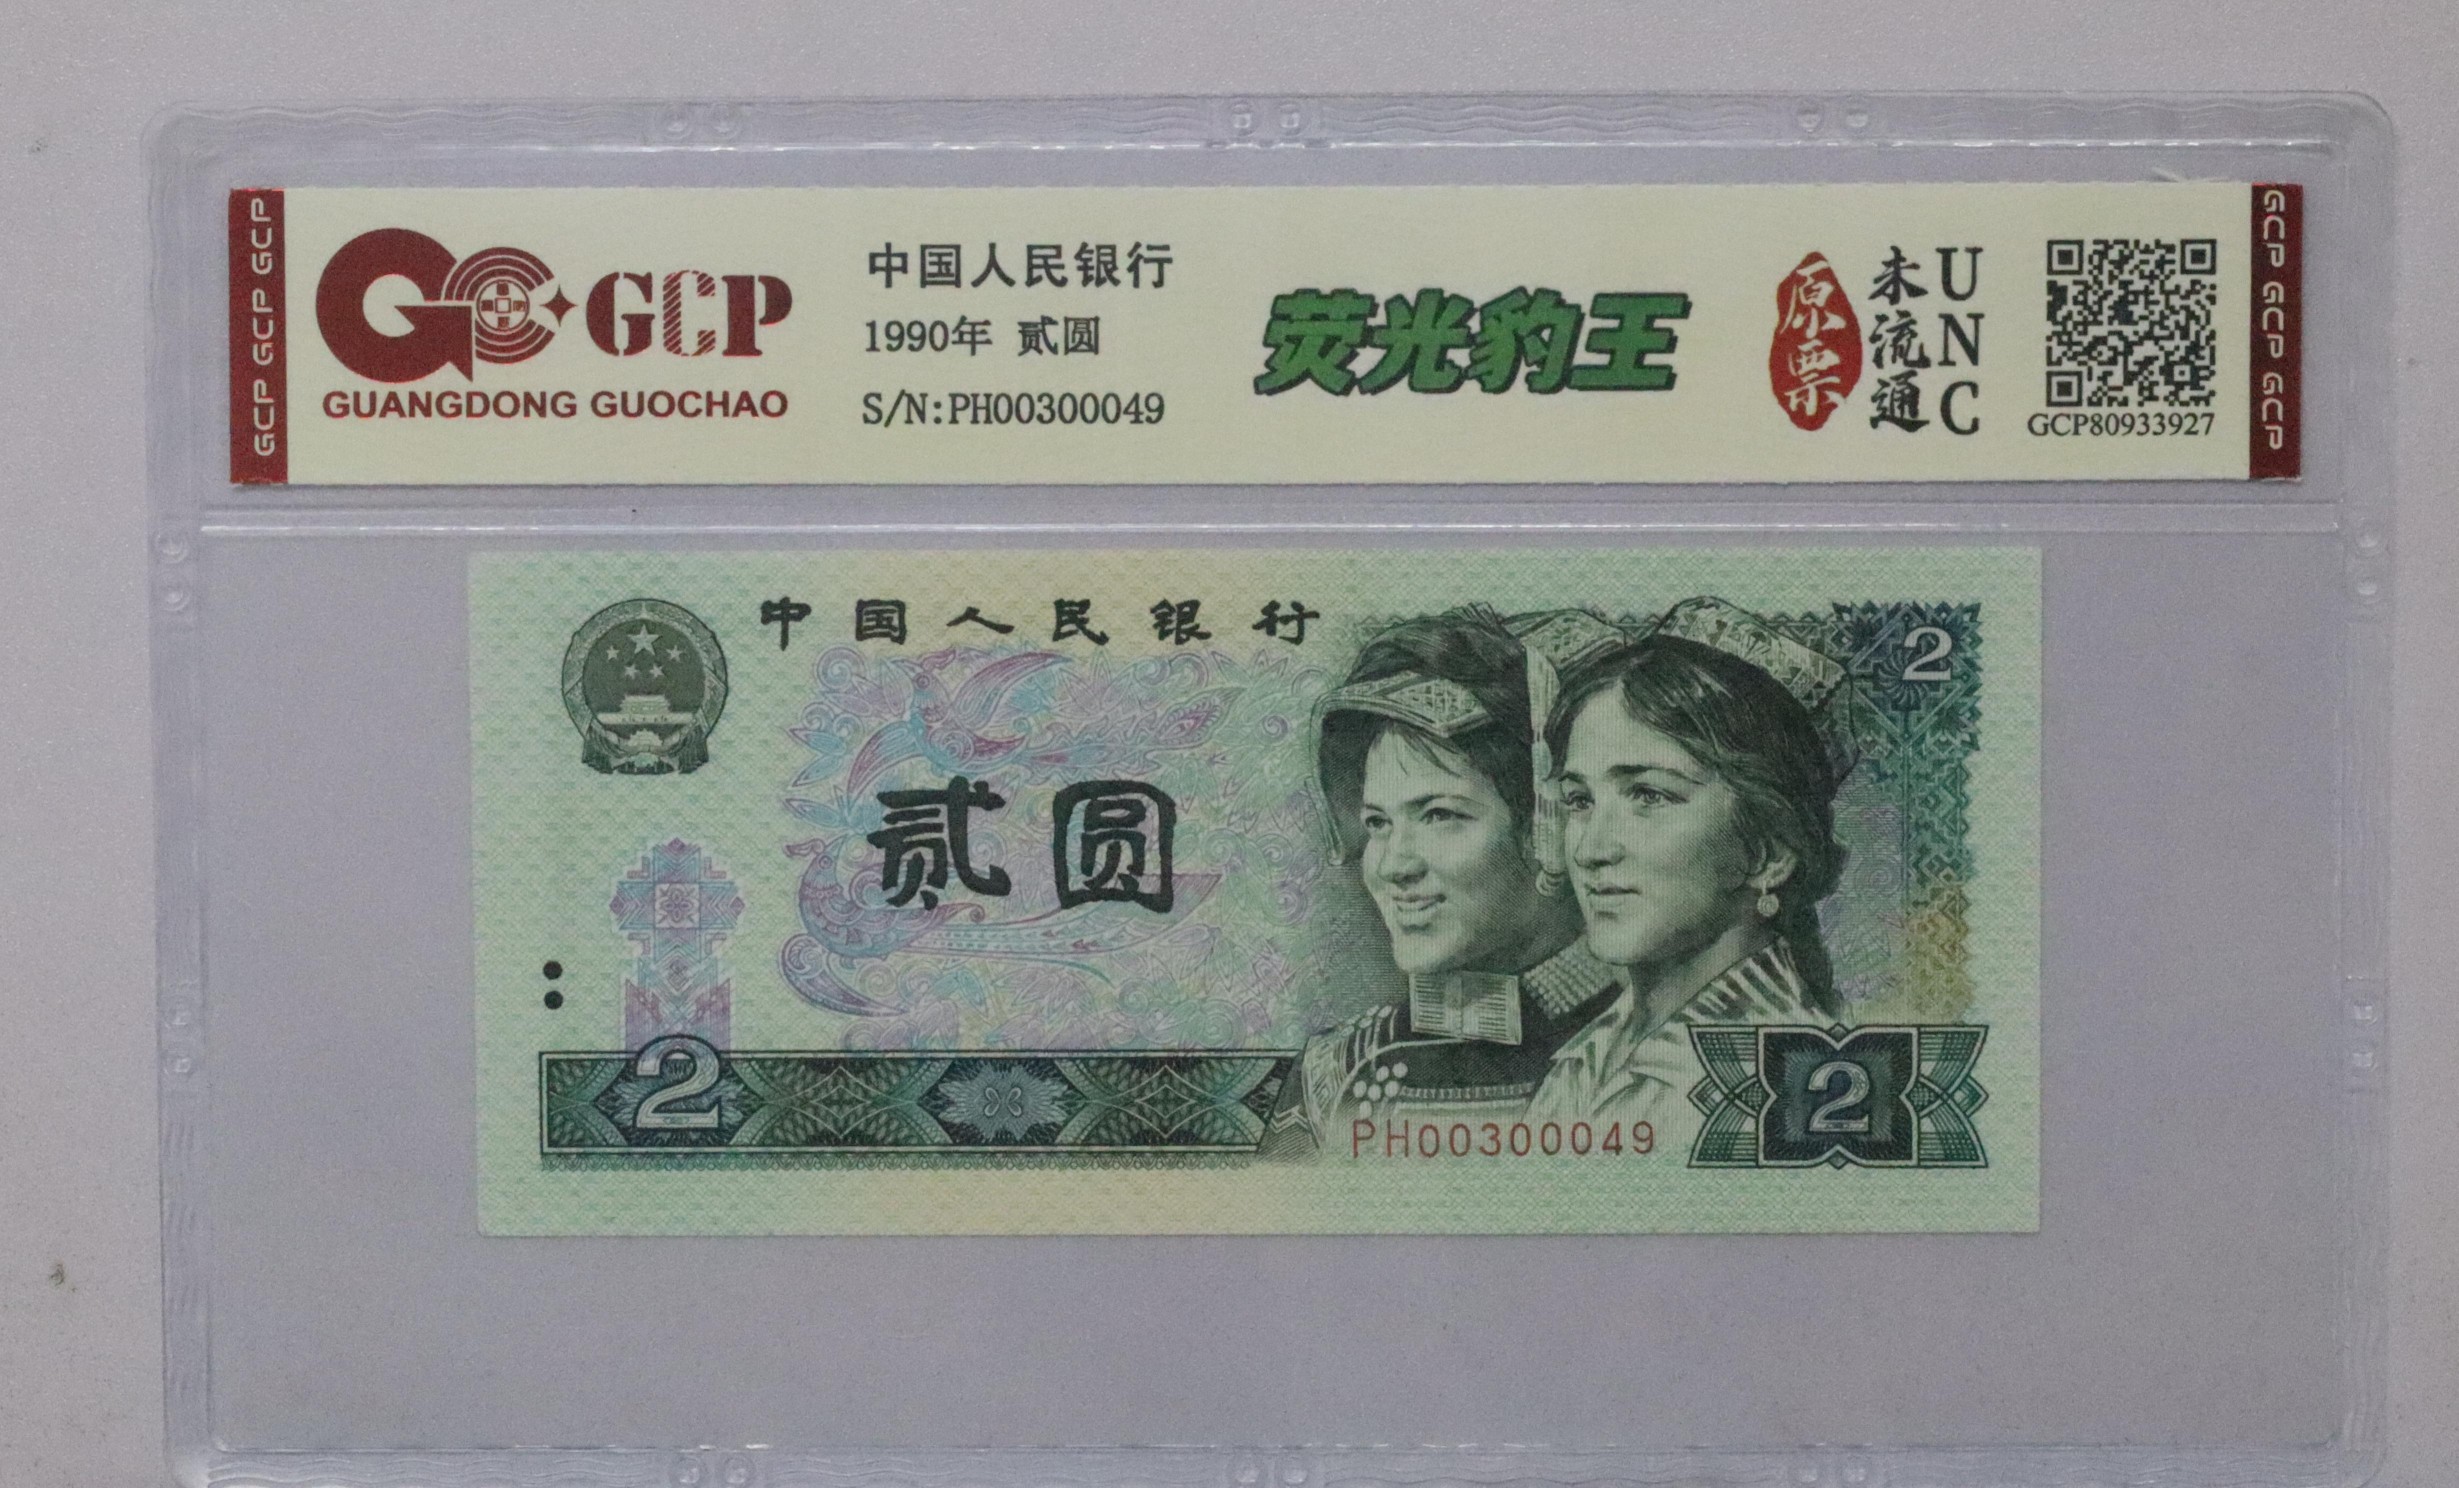 GCP GCP GCP
GCP
GUANGDONG GUOCHAO
中国人民银行
1990年 贰圆
S/N:PH00300049
荧光豹王
原票
未流通
UNC
GCP80933927
GCP GCP GCP
中国人民银行
2
贰圆
2
PH00300049
2